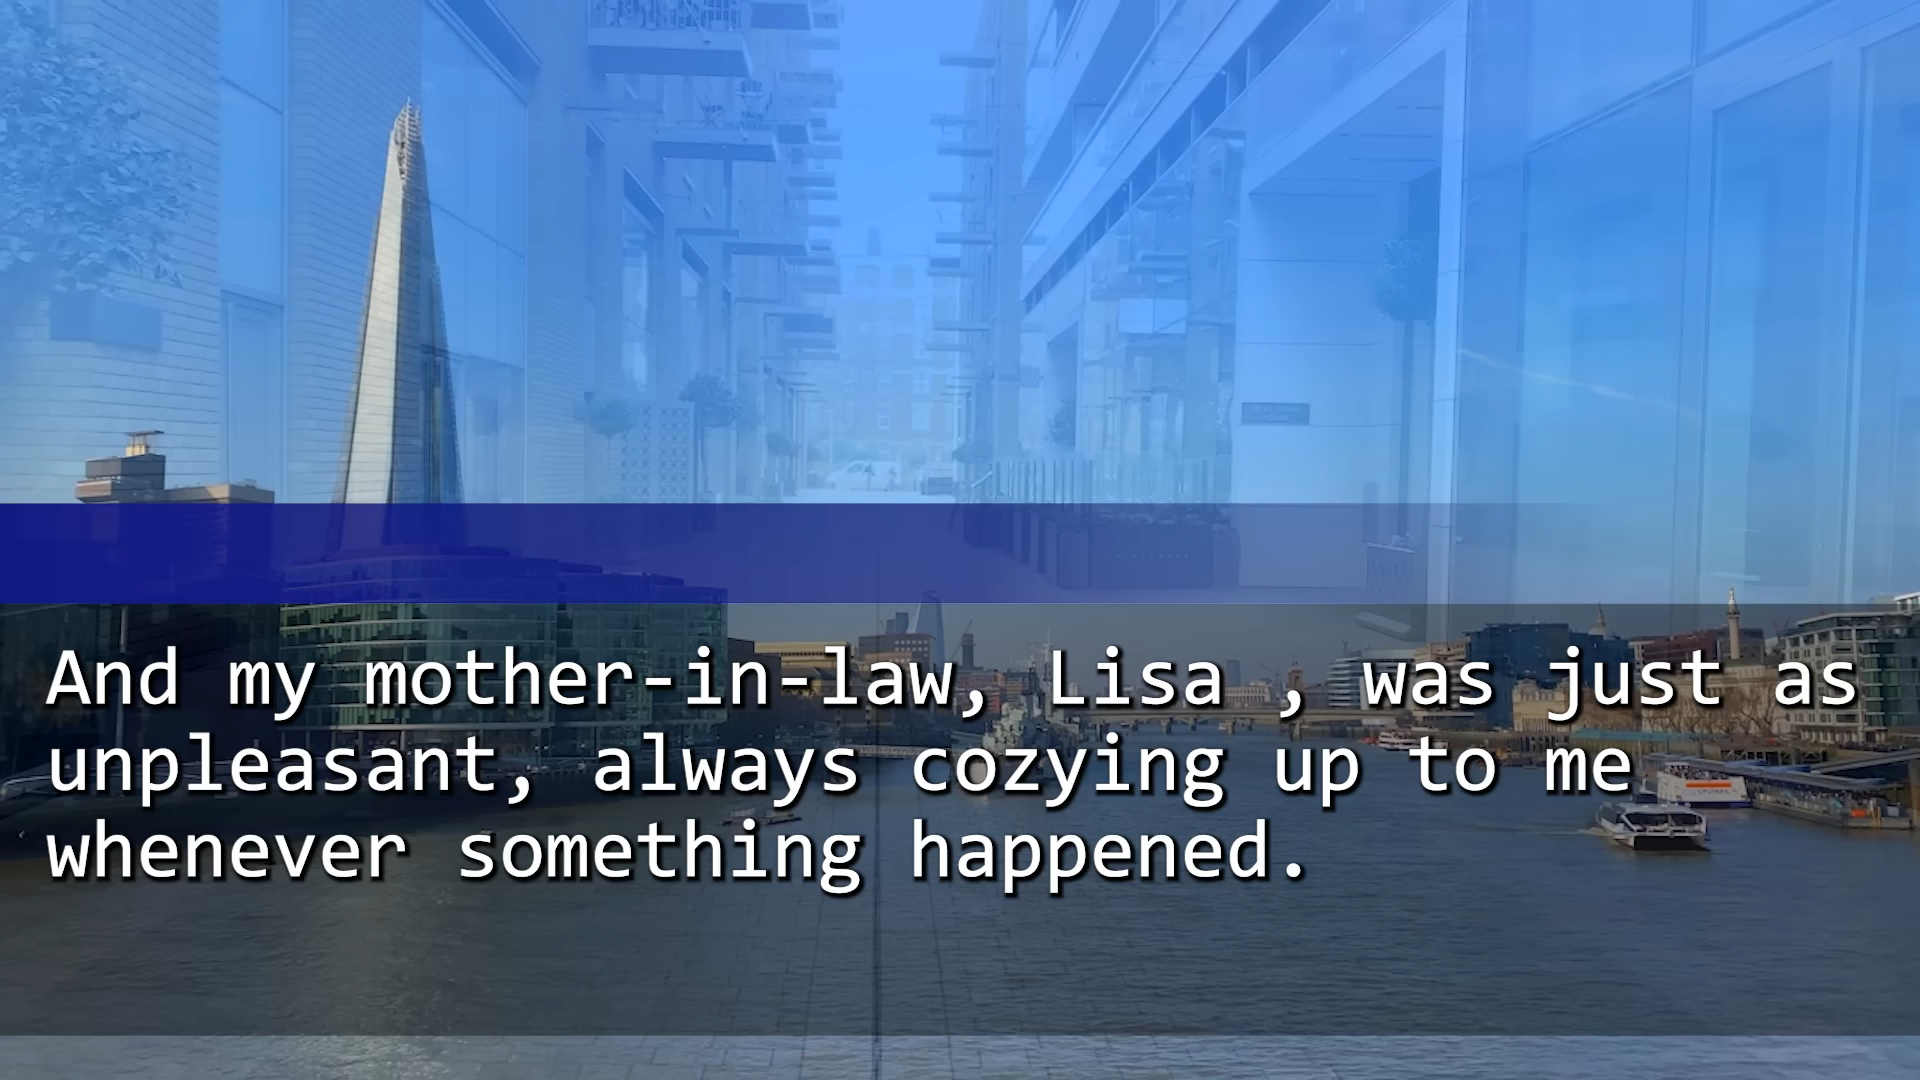 And my mother-in-law, Lisa , was just as
unpleasant, always cozying up to me
whenever something happened.